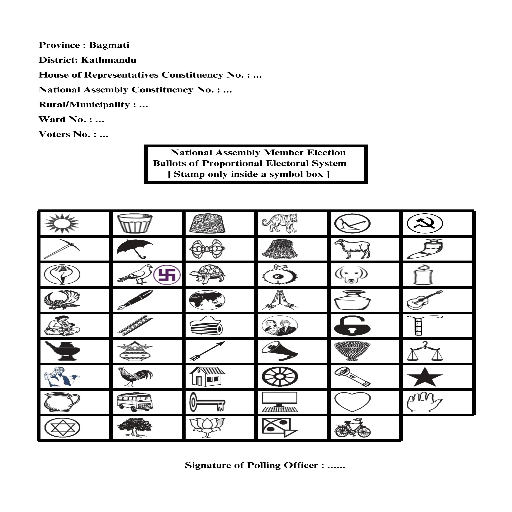 Province : Bagmati
District: Kathmandu
House of Representatives Constituency No. : ...
National Assembly Constituency No. : ...
Rural/Municipality : ...
Ward No. : ...
Voters No. : ...
National Assembly Member Election
Ballots of Proportional Electoral System
[ Stamp only inside a symbol box ]
Signature of Polling Officer : ......